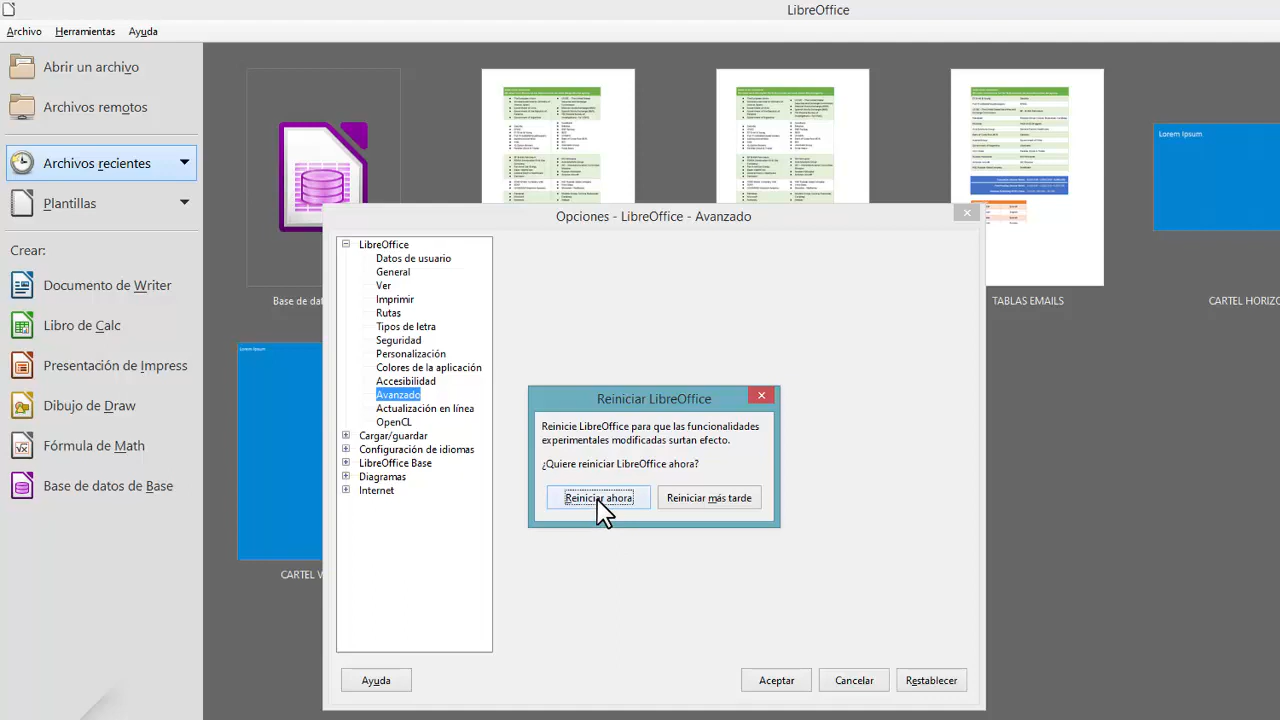 LibreOffice
Archivo Herramientas Ayuda
Abrir un archivo
Archivos remotos
chivos recientes
Plantillas
Crear:
Documento de Writer
Libro de Calc
Presentación de Impress
Dibujo de Draw
Fórmula de Math
Base de datos de Base
Lorem Ipsum
Base de dat
TABLAS EMAILS
CARTEL HORIZO
Lorem Ipsum
CARTEL V
Opciones - LibreOffice - Avanzado
LibreOffice
Datos de usuario
General
Ver
Imprimir
Rutas
Tipos de letra
Seguridad
Personalización
Colores de la aplicación
Accesibilidad
Avanzado
Actualización en línea
OpenCL
Cargar/guardar
Configuración de idiomas
LibreOffice Base
Diagramas
Internet
Reiniciar LibreOffice
Reinicie LibreOffice para que las funcionalidades
experimentales modificadas surtan efecto.
¿Quiere reiniciar LibreOffice ahora?
Reiniciar ahora Reiniciar más tarde
Ayuda Aceptar Cancelar Restablecer